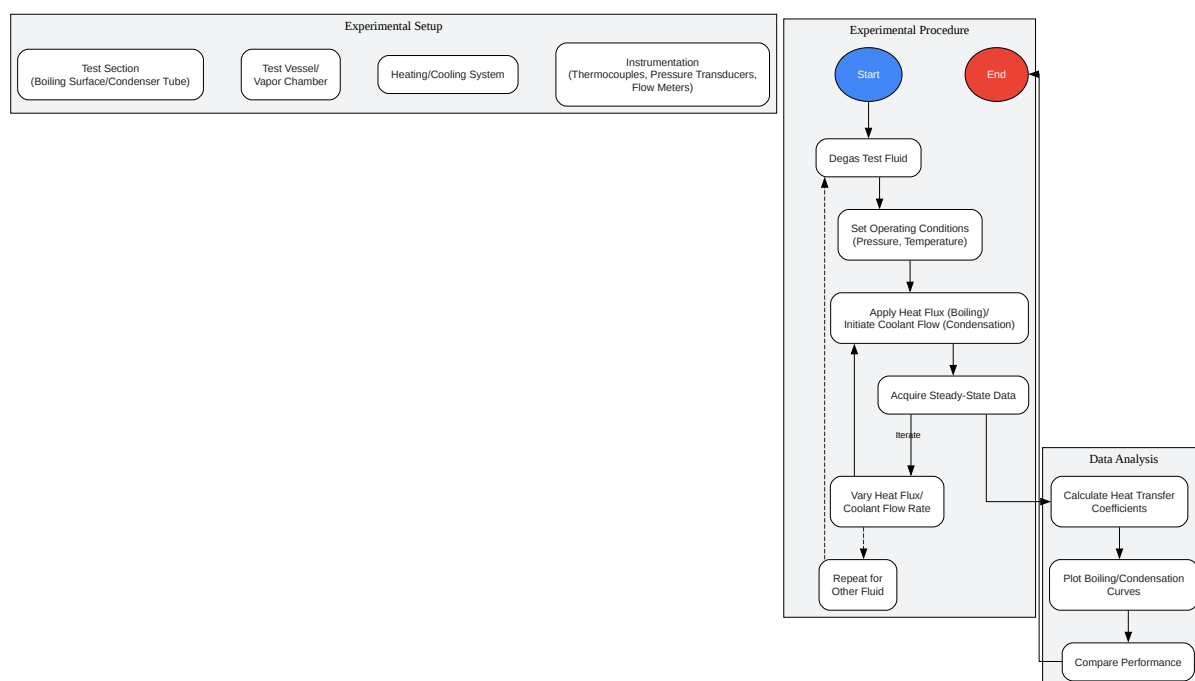 Experimental Setup
Test Section
(Boiling Surface/Condenser Tube)
Test Vessel/
Vapor Chamber
Heating/Cooling System
Instrumentation
(Thermocouples, Pressure Transducers,
Flow Meters)
Experimental Procedure
Start
End
Degas Test Fluid
Set Operating Conditions
(Pressure, Temperature)
Apply Heat Flux (Boiling)/
Initiate Coolant Flow (Condensation)
Acquire Steady-State Data
Iterate
Vary Heat Flux/
Coolant Flow Rate
Repeat for
Other Fluid
Data Analysis
Calculate Heat Transfer
Coefficients
Plot Boiling/Condensation
Curves
Compare Performance